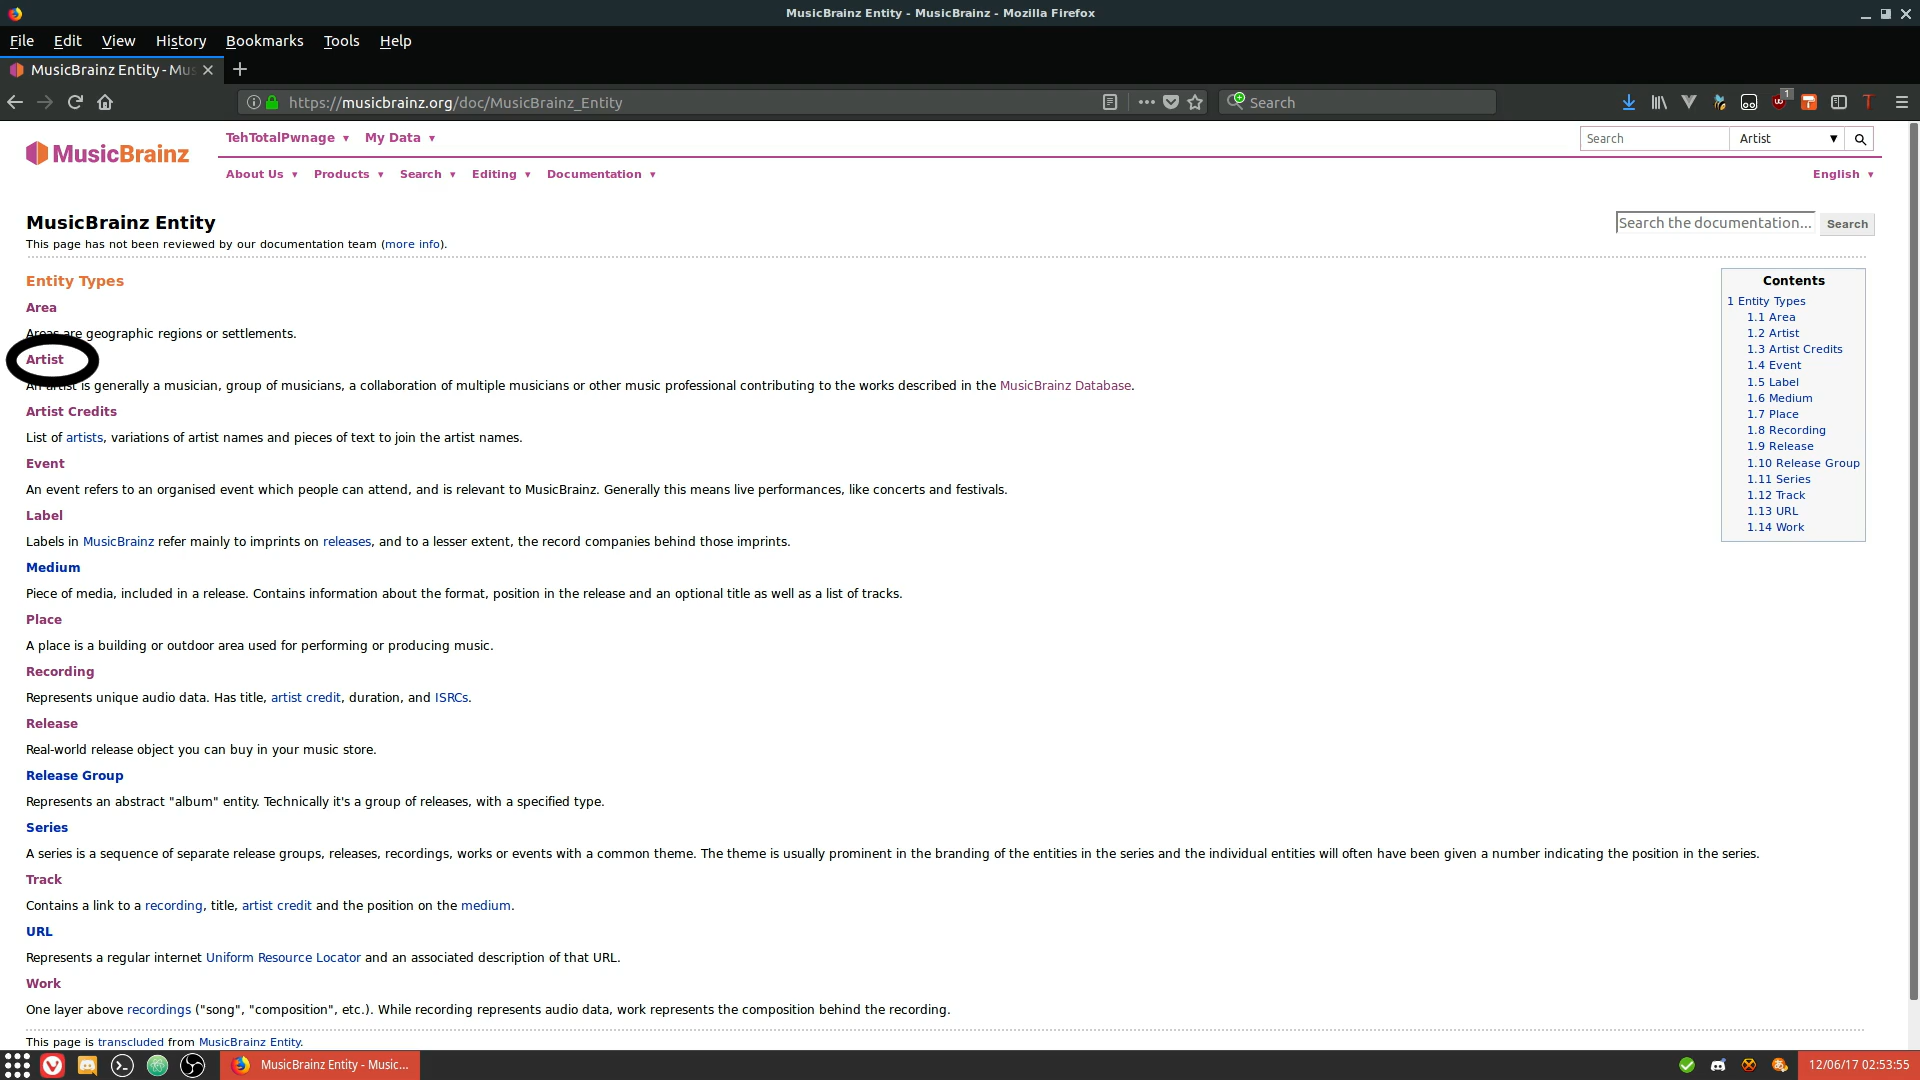 MusicBrainz Entity - MusicBrainz - Mozilla Firefox
File Edit View History Bookmarks Tools Help
MusicBrainz Entity - Mus
https://musicbrainz.org/doc/MusicBrainz_Entity
Search
1
MusicBrainz
TehTotalPwnage ▾ My Data ▾
Search Artist
About Us ▾ Products ▾ Search ▾ Editing ▾ Documentation ▾
English ▾
MusicBrainz Entity
Search the documentation... Search
This page has not been reviewed by our documentation team (more info).
Entity Types
Area
Areas are geographic regions or settlements.
Artist
An artist is generally a musician, group of musicians, a collaboration of multiple musicians or other music professional contributing to the works described in the MusicBrainz Database.
Artist Credits
List of artists, variations of artist names and pieces of text to join the artist names.
Event
An event refers to an organised event which people can attend, and is relevant to MusicBrainz. Generally this means live performances, like concerts and festivals.
Label
Labels in MusicBrainz refer mainly to imprints on releases, and to a lesser extent, the record companies behind those imprints.
Medium
Piece of media, included in a release. Contains information about the format, position in the release and an optional title as well as a list of tracks.
Place
A place is a building or outdoor area used for performing or producing music.
Recording
Represents unique audio data. Has title, artist credit, duration, and ISRCs.
Release
Real-world release object you can buy in your music store.
Release Group
Represents an abstract "album" entity. Technically it's a group of releases, with a specified type.
Series
A series is a sequence of separate release groups, releases, recordings, works or events with a common theme. The theme is usually prominent in the branding of the entities in the series and the individual entities will often have been given a number indicating the position in the series.
Track
Contains a link to a recording, title, artist credit and the position on the medium.
URL
Represents a regular internet Uniform Resource Locator and an associated description of that URL.
Work
One layer above recordings ("song", "composition", etc.). While recording represents audio data, work represents the composition behind the recording.
This page is transcluded from MusicBrainz Entity.
Contents
1 Entity Types
1.1 Area
1.2 Artist
1.3 Artist Credits
1.4 Event
1.5 Label
1.6 Medium
1.7 Place
1.8 Recording
1.9 Release
1.10 Release Group
1.11 Series
1.12 Track
1.13 URL
1.14 Work
MusicBrainz Entity - Music...
12/06/17 02:53:55